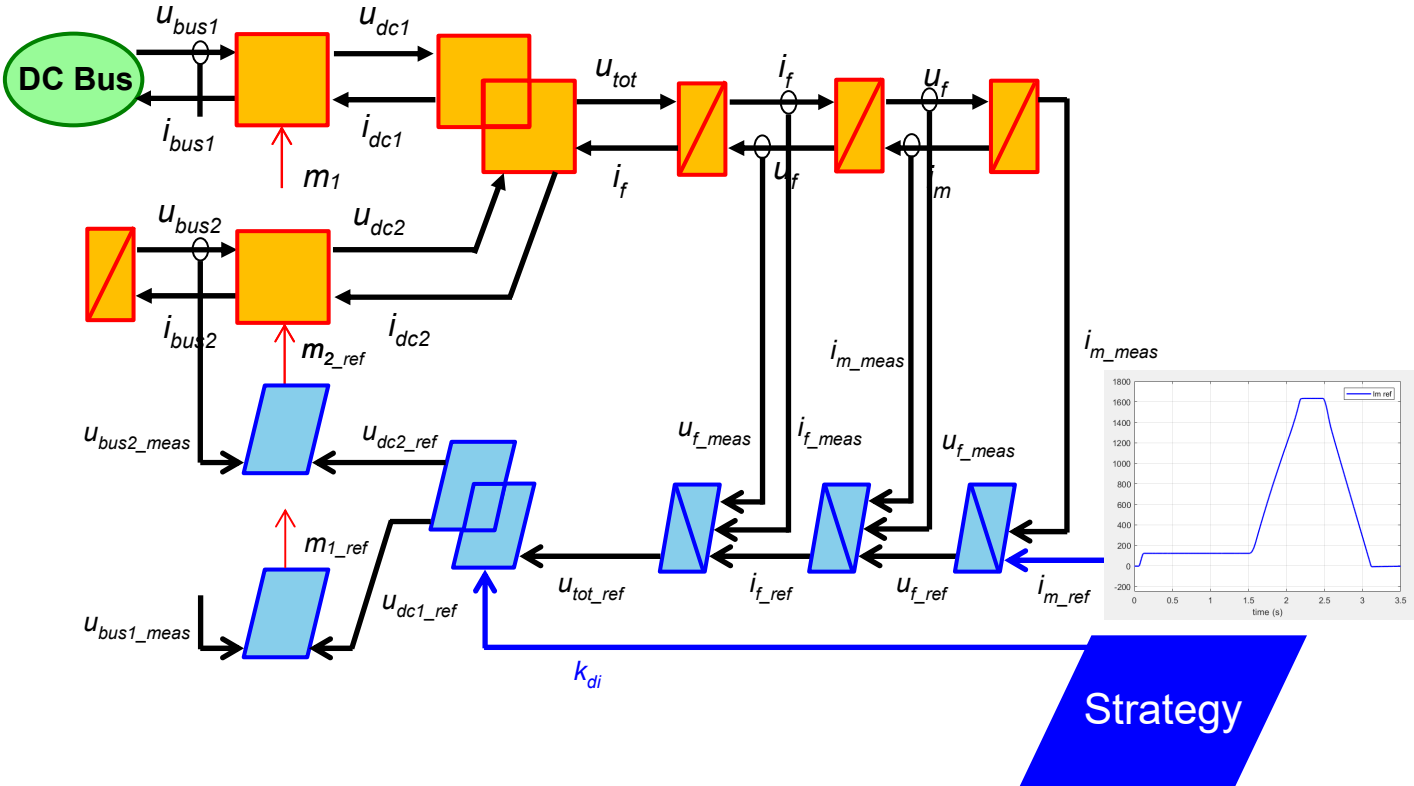 u_bus1
u_dc1
DC Bus
u_tot
i_f
u_f
i_bus1
i_dc1
m_1
i_f
u_f
i_m
u_bus2
u_dc2
i_bus2
i_dc2
m_2_ref
i_m_meas
i_m_meas
u_bus2_meas
u_dc2_ref
u_f_meas
i_f_meas
u_f_meas
1800
1600
1400
1200
1000
800
600
400
200
0
-200
Im ref
0 0.5 1 1.5 2 2.5 3 3.5
time (s)
m_1_ref
u_bus1_meas
u_dc1_ref
u_tot_ref
i_f_ref
u_f_ref
i_m_ref
k_di
Strategy